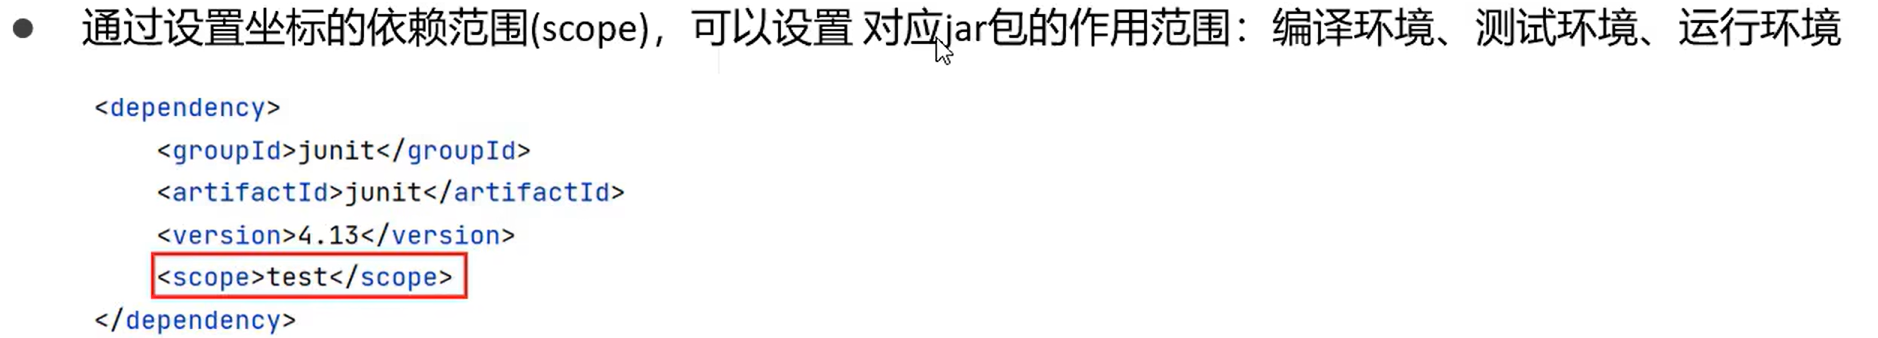 通过设置坐标的依赖范围(scope)，可以设置 对应jar包的作用范围：编译环境、测试环境、运行环境
<dependency>
<groupId>junit</groupId>
<artifactId>junit</artifactId>
<version>4.13</version>
<scope>test</scope>
</dependency>